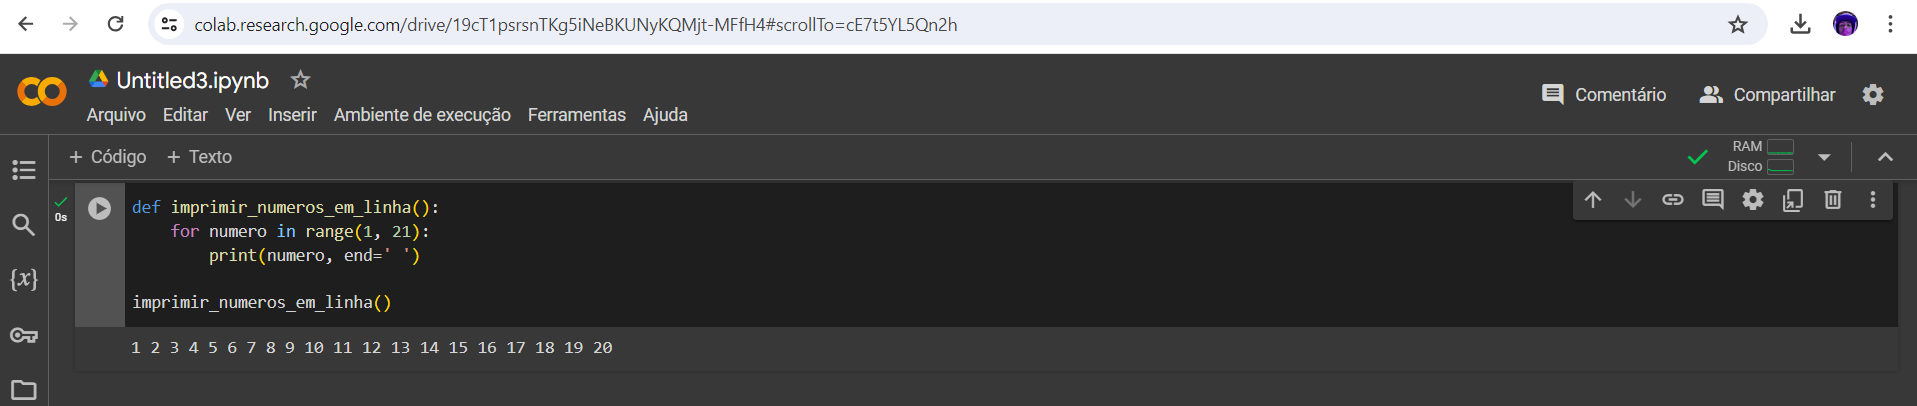 colab.research.google.com/drive/19cT1psrsnTKg5iNeBKUNyKQMjt-MFfH4#scrollTo=cE7t5YL5Qn2h
CO
Untitled3.ipynb
Comentário
Compartilhar
Arquivo Editar Ver Inserir Ambiente de execução Ferramentas Ajuda
+ Código + Texto
RAM
Disco
0s
def imprimir_numeros_em_linha():
    for numero in range(1, 21):
        print(numero, end=' ')
imprimir_numeros_em_linha()
{x}
1 2 3 4 5 6 7 8 9 10 11 12 13 14 15 16 17 18 19 20